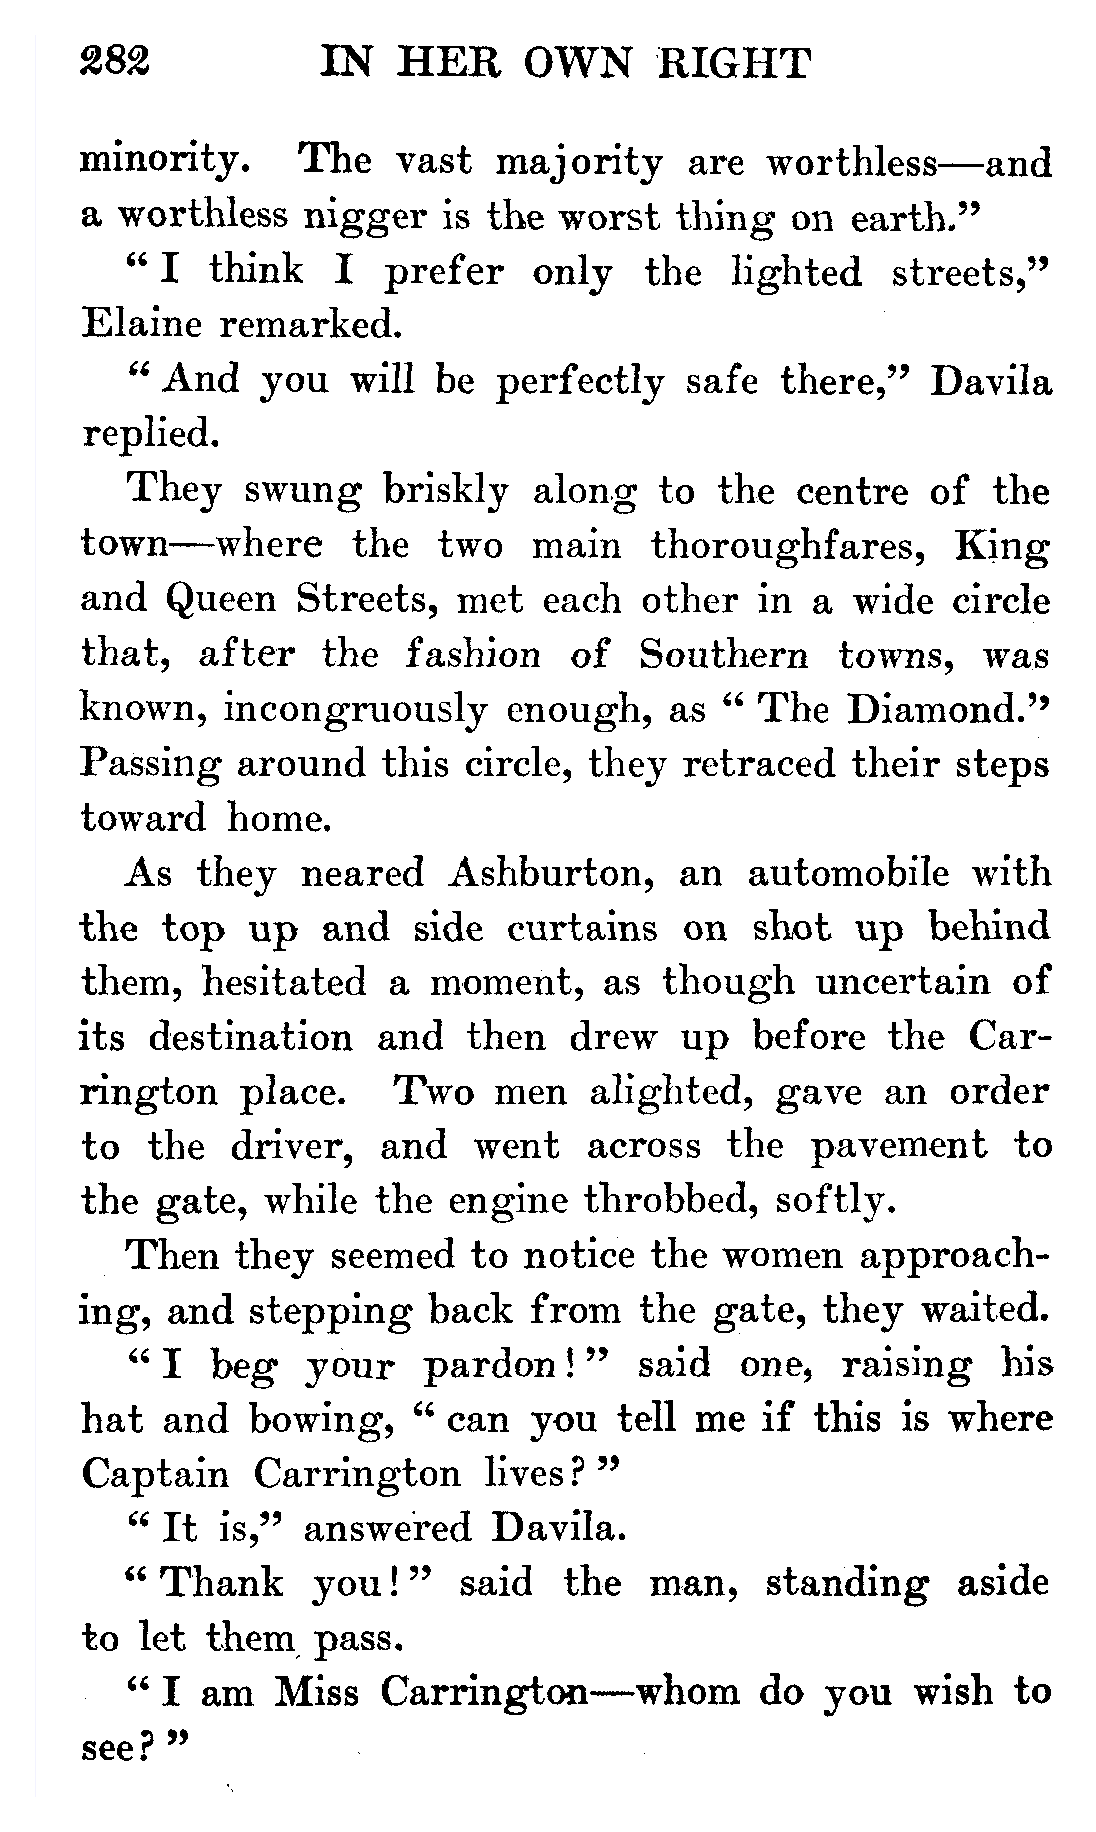 282 IN HER OWN RIGHT
minority. The vast majority are worthless—and
a worthless nigger is the worst thing on earth.”
“ I think I prefer only the lighted streets,”
Elaine remarked.
“ And you will be perfectly safe there,” Davila
replied.
They swung briskly along to the centre of the
town—where the two main thoroughfares, King
and Queen Streets, met each other in a wide circle
that, after the fashion of Southern towns, was
known, incongruously enough, as “ The Diamond.”
Passing around this circle, they retraced their steps
toward home.
As they neared Ashburton, an automobile with
the top up and side curtains on shot up behind
them, hesitated a moment, as though uncertain of
its destination and then drew up before the Car-
rington place. Two men alighted, gave an order
to the driver, and went across the pavement to
the gate, while the engine throbbed, softly.
Then they seemed to notice the women approach-
ing, and stepping back from the gate, they waited.
“ I beg your pardon! ” said one, raising his
hat and bowing, “ can you tell me if this is where
Captain Carrington lives? ”
“ It is,” answered Davila.
“ Thank you! ” said the man, standing aside
to let them pass.
“ I am Miss Carrington—whom do you wish to
see? ”